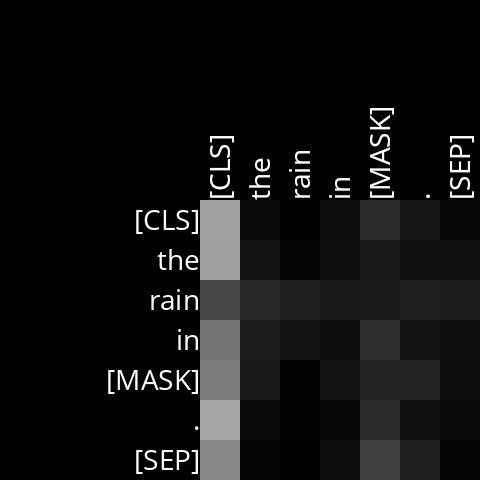 [CLS]
the
rain
in
[MASK]
.
[SEP]
[CLS]
the
rain
in
[MASK]
.
[SEP]